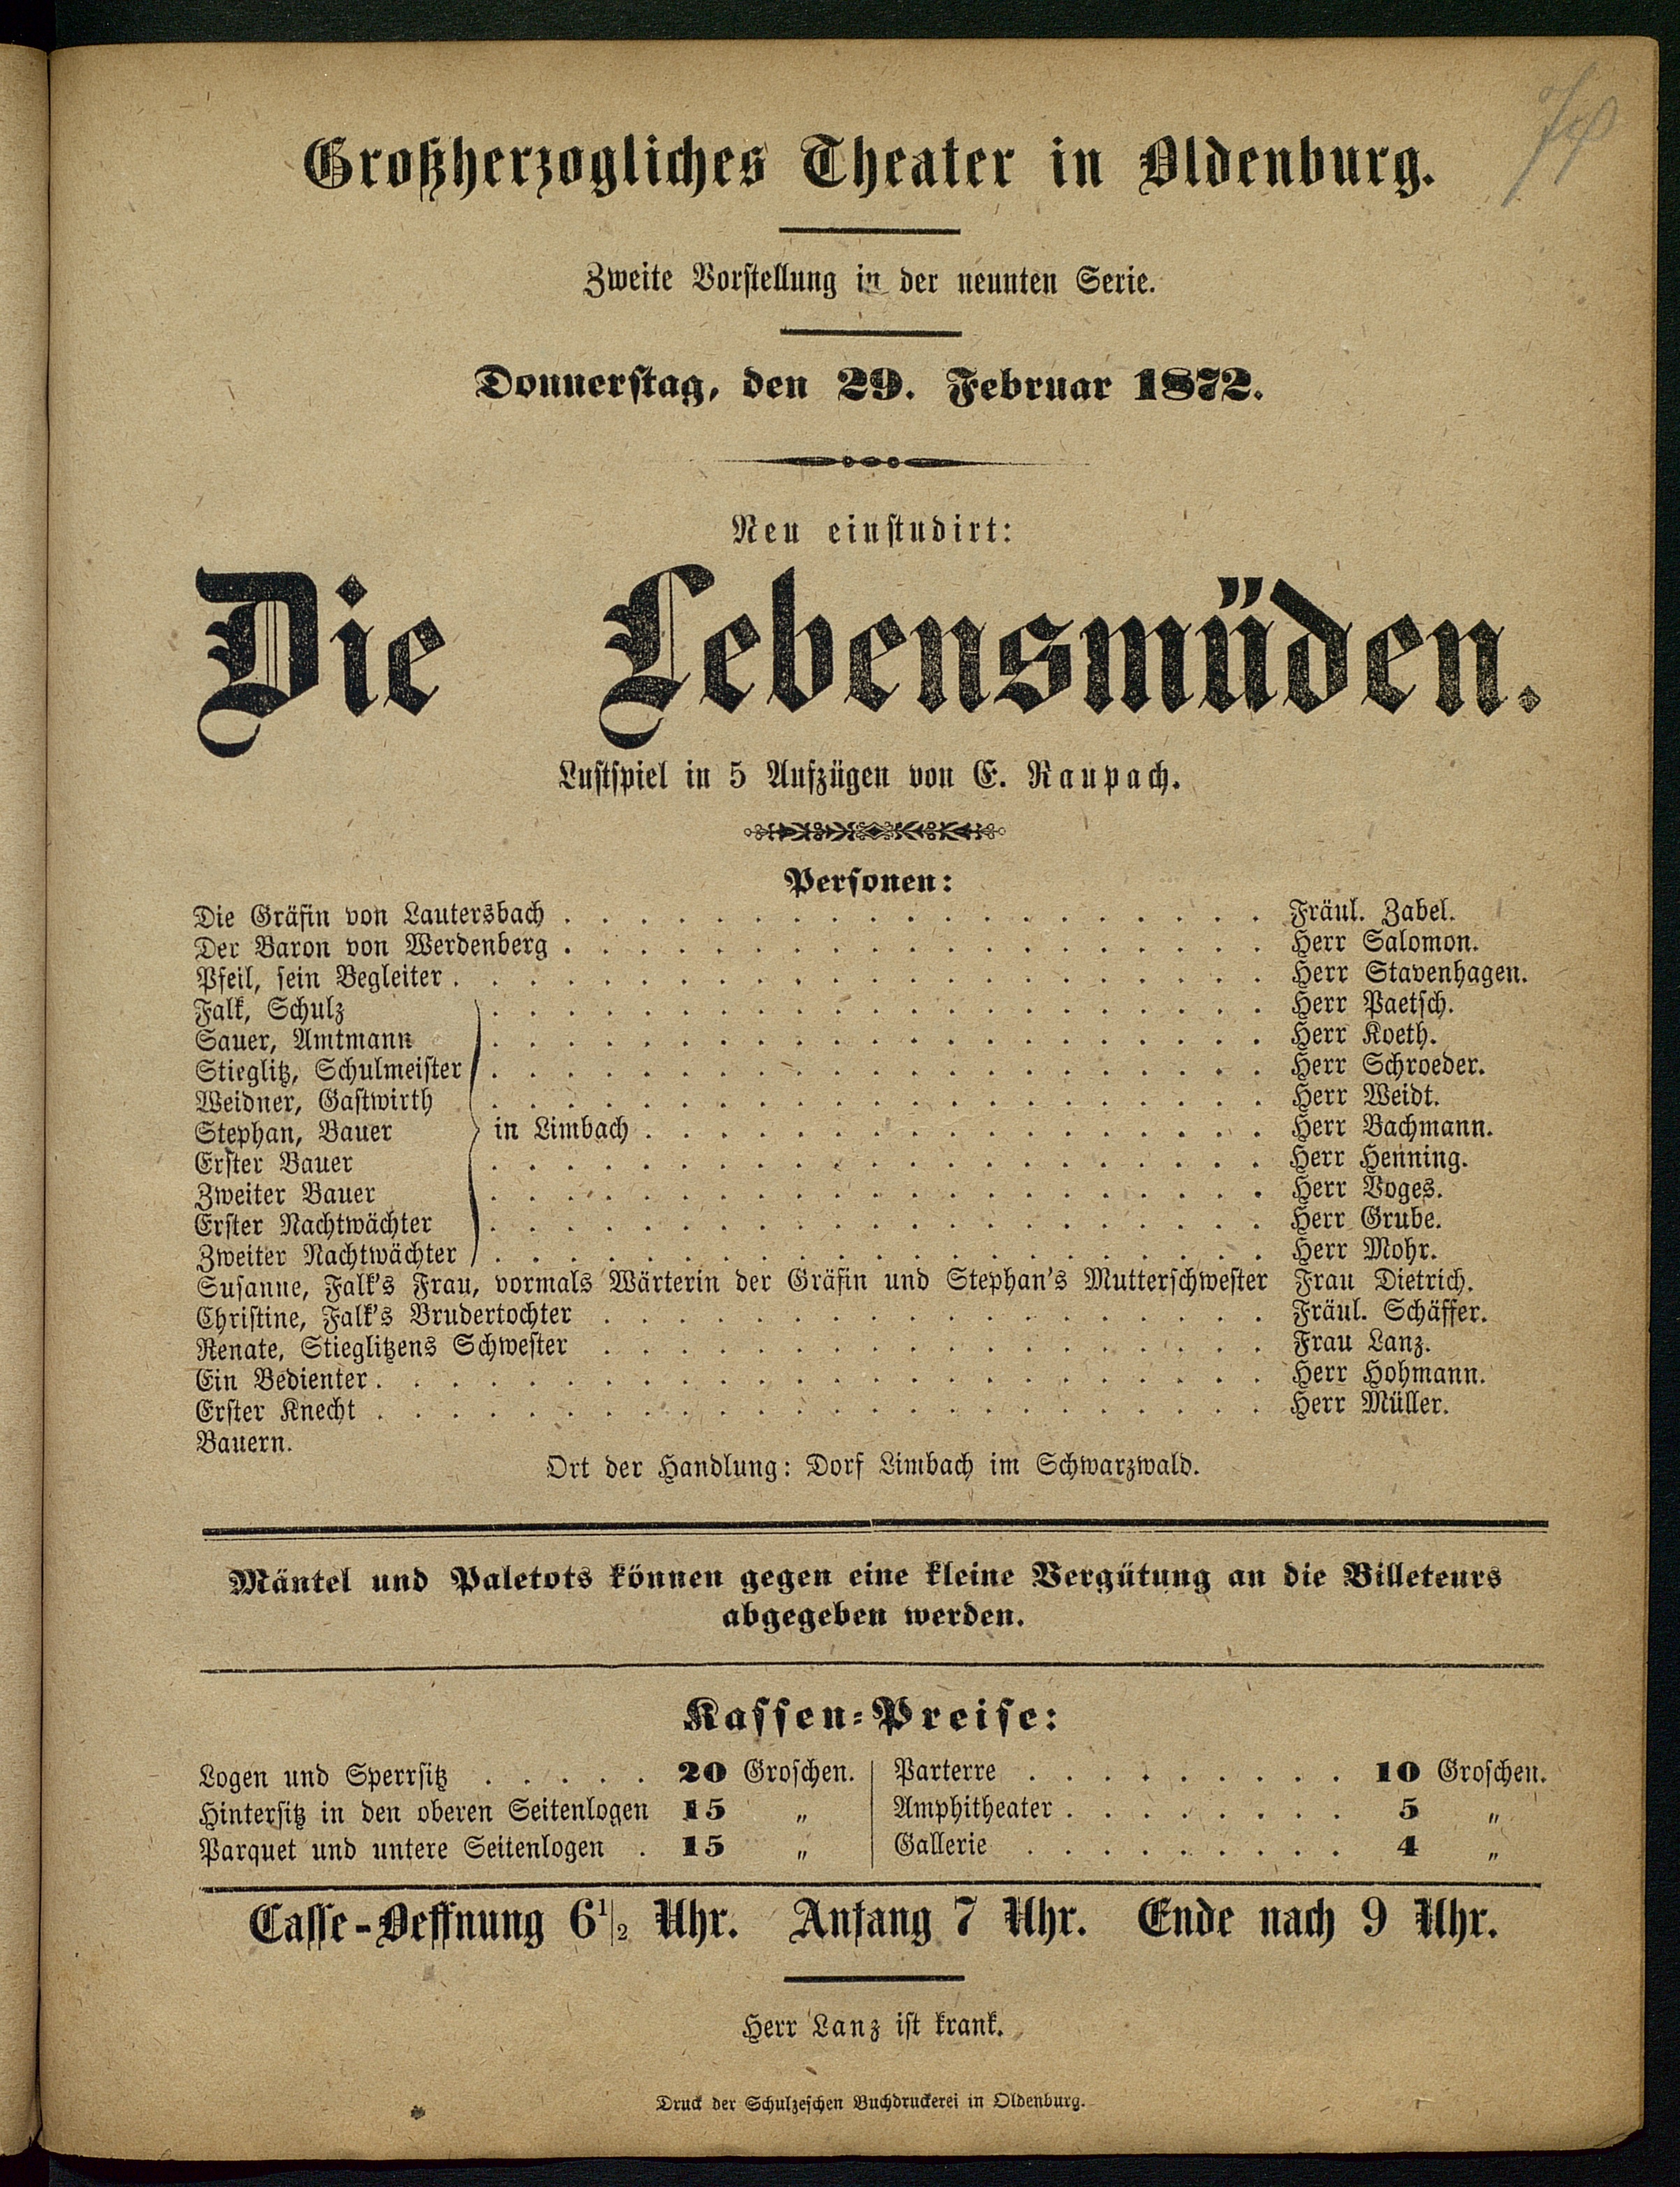 Großherzogliches Theater in Oldenburg.
Zweite Vorstellung in der neunten Serie.
Donnerstag, den 29. Februar 1872.
Neu einstudirt:
Die Lebensmüden.
Lustspiel in 5 Aufzügen von E. Raupach.
Personen:
Die Gräfin von Lautersbach . . . . . . . . . . Fräul. Zabel.
Der Baron von Werdenberg . . . . . . . . . . Herr Salomon.
Pfeil, sein Begleiter . . . . . . . . . . Herr Stavenhagen.
Falk, Schulz . . . . . . . . . . Herr Paetsch.
Sauer, Amtmann . . . . . . . . . . Herr Koeth.
Stieglitz, Schulmeister . . . . . . . . . . Herr Schroeder.
Weidner, Gastwirth . . . . . . . . . . Herr Weidt.
Stephan, Bauer in Limbach . . . . . . . . . . Herr Bachmann.
Erster Bauer . . . . . . . . . . Herr Henning.
Zweiter Bauer . . . . . . . . . . Herr Voges.
Erster Nachtwächter . . . . . . . . . . Herr Grube.
Zweiter Nachtwächter . . . . . . . . . . Herr Mohr.
Susanne, Falk's Frau, vormals Wärterin der Gräfin und Stephan's Mutterschwester Frau Dietrich.
Christine, Falk's Brudertochter . . . . . . . . . . Fräul. Schäffer.
Renate, Stieglitzens Schwester . . . . . . . . . . Frau Lanz.
Ein Bedienter . . . . . . . . . . Herr Hohmann.
Erster Knecht . . . . . . . . . . Herr Müller.
Bauern.
Ort der Handlung: Dorf Limbach im Schwarzwald.
Mäntel und Paletots können gegen eine kleine Vergütung an die Billeteurs
abgegeben werden.
Kassen-Preise:
Logen und Sperrsitz . . . . . 20 Groschen.
Hintersitz in den oberen Seitenlogen 15 „
Parquet und untere Seitenlogen . 15 „
Parterre . . . . . . . . . 10 Groschen.
Amphitheater . . . . . . . . 5 „
Gallerie . . . . . . . . . 4 „
Casse-Oeffnung 6 1/2 Uhr. Anfang 7 Uhr. Ende nach 9 Uhr.
Herr Lanz ist krank.
Druck der Schulzeschen Buchdruckerei in Oldenburg.